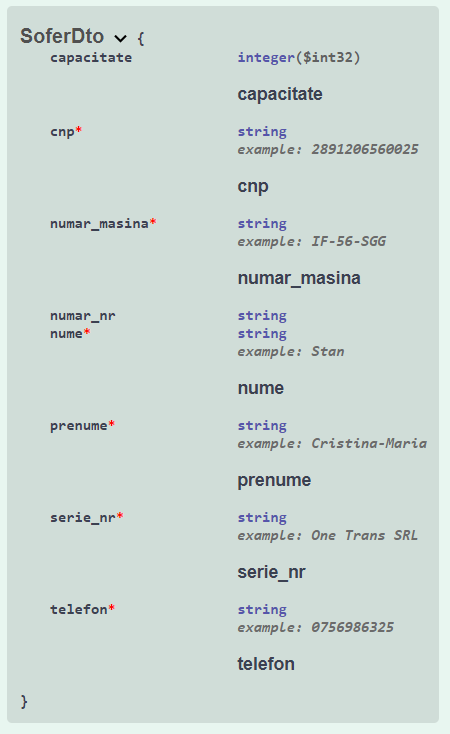 SoferDto {
capacitate integer($int32)
capacitate
cnp* string
example: 2891206560025
cnp
numar_masina* string
example: IF-56-SGG
numar_masina
numar_nr string
nume* string
example: Stan
nume
prenume* string
example: Cristina-Maria
prenume
serie_nr* string
example: One Trans SRL
serie_nr
telefon* string
example: 0756986325
telefon
}